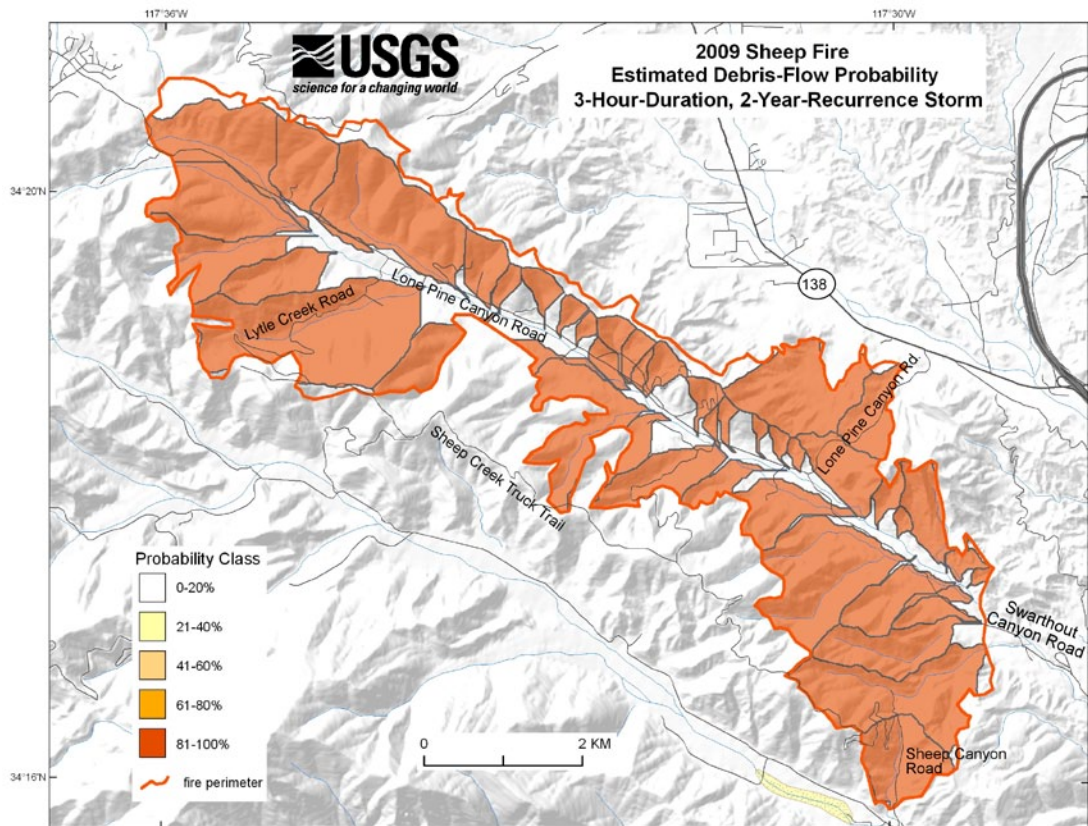 117°36'
117°30'
USGS
science for a changing world
2009 Sheep Fire
Estimated Debris-Flow Probability
3-Hour-Duration, 2-Year-Recurrence Storm
34°20'N
138
Lone Pine Canyon Road
Lytle Creek Road
Lone Pine Canyon Rd.
Sheep Creek Truck Trail
Probability Class
0-20%
21-40%
41-60%
61-80%
81-100%
fire perimeter
Swarthout
Canyon Road
0 2 KM
Sheep Canyon
Road
34°16'N